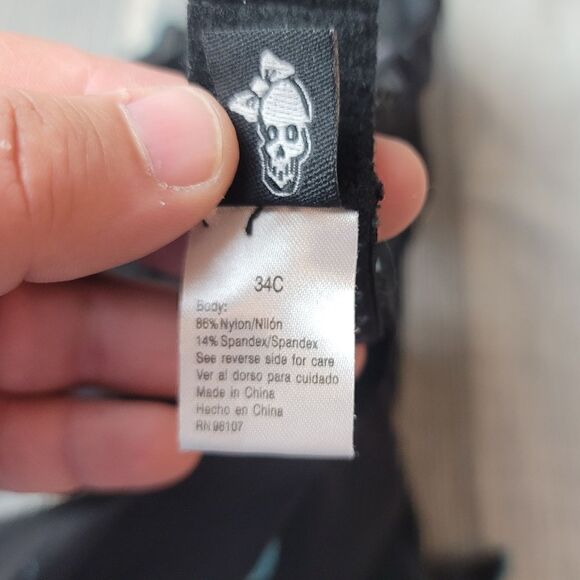 34C
Body:
86% Nylon/Nilón
14% Spandex/Spandex
See reverse side for care
Ver al dorso para cuidado
Made in China
Hecho en China
RN 96107